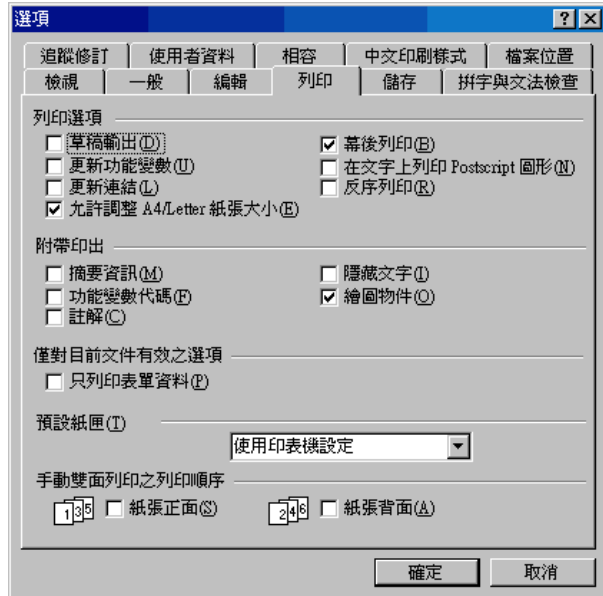 選項
追蹤修訂 使用者資料 相容 中文印刷樣式 檔案位置
檢視 一般 編輯 列印 儲存 拼字與文法檢查
列印選項
草稿輸出(D) 幕後列印(B)
更新功能變數(U) 在文字上列印 Postscript 圖形(N)
更新連結(L) 反序列印(R)
允許調整 A4/Letter 紙張大小(E)
附帶印出
摘要資訊(M) 隱藏文字(I)
功能變數代碼(F) 繪圖物件(O)
註解(C)
僅對目前文件有效之選項
只列印表單資料(P)
預設紙匣(T)
使用印表機設定
手動雙面列印之列印順序
1 3 5 紙張正面(S) 2 4 6 紙張背面(A)
確定 取消